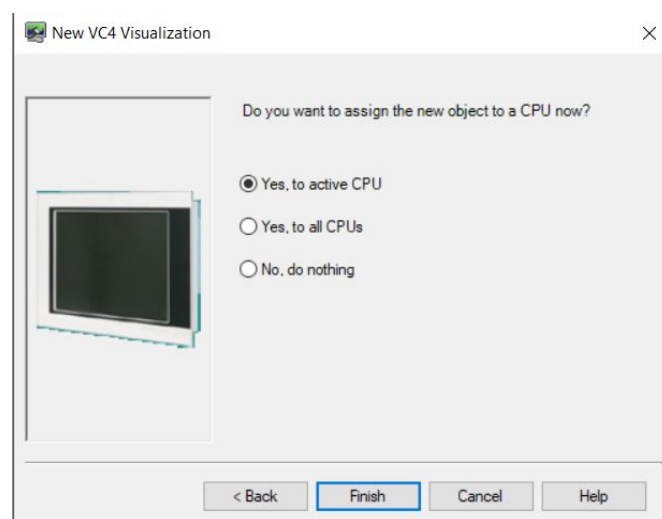 New VC4 Visualization
Do you want to assign the new object to a CPU now?
Yes, to active CPU
Yes, to all CPUs
No, do nothing
< Back Finish Cancel Help